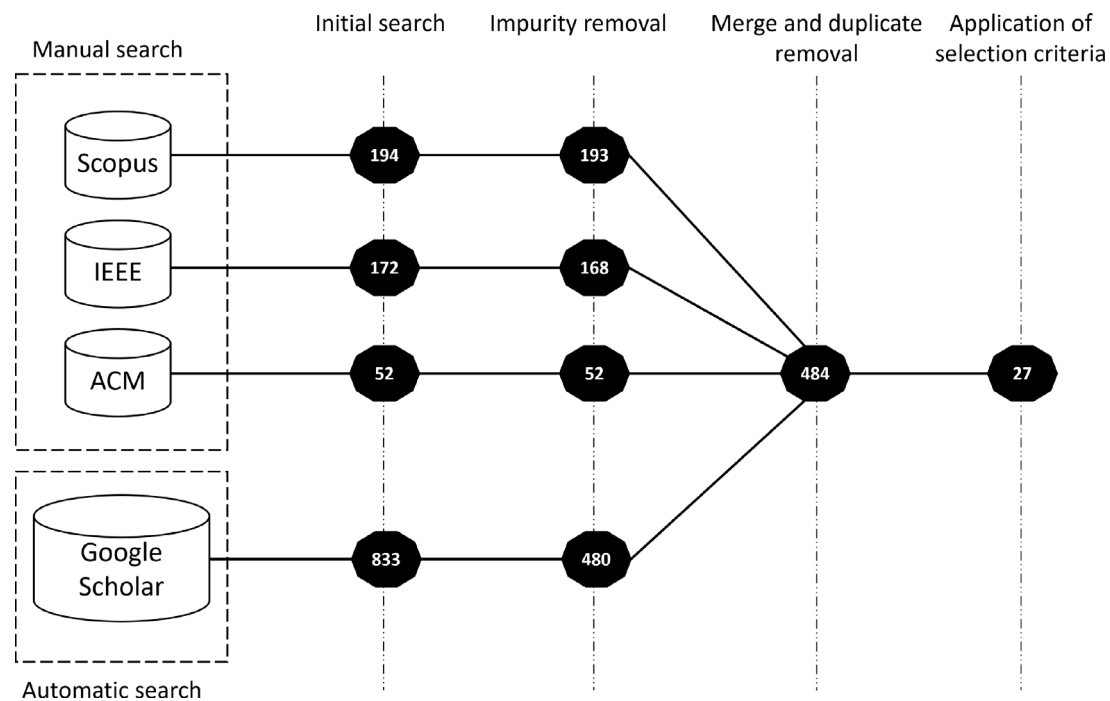 Initial search
Impurity removal
Merge and duplicate
removal
Application of
selection criteria
Manual search
Scopus
194
193
IEEE
172
168
ACM
52
52
484
27
Google
Scholar
833
480
Automatic search